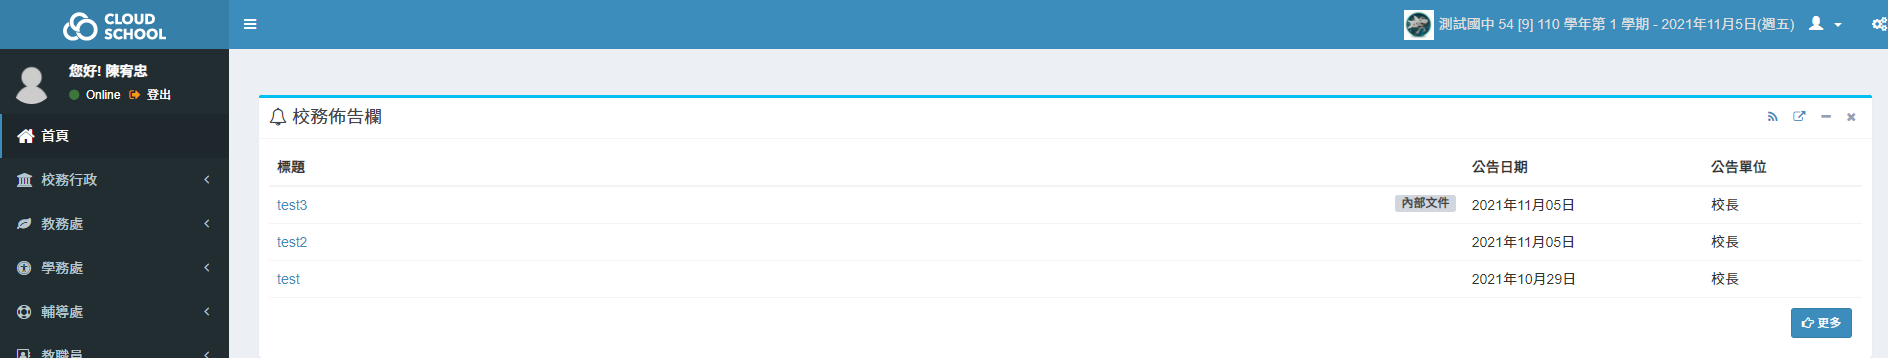 CLOUD SCHOOL
測試國中 54 [9] 110 學年第 1 學期 - 2021年11月5日(週五)
您好! 陳宥忠
Online 登出
首頁
校務行政
教務處
學務處
輔導處
教職員
校務佈告欄
標題 公告日期 公告單位
test3 內部文件 2021年11月05日 校長
test2 2021年11月05日 校長
test 2021年10月29日 校長
更多